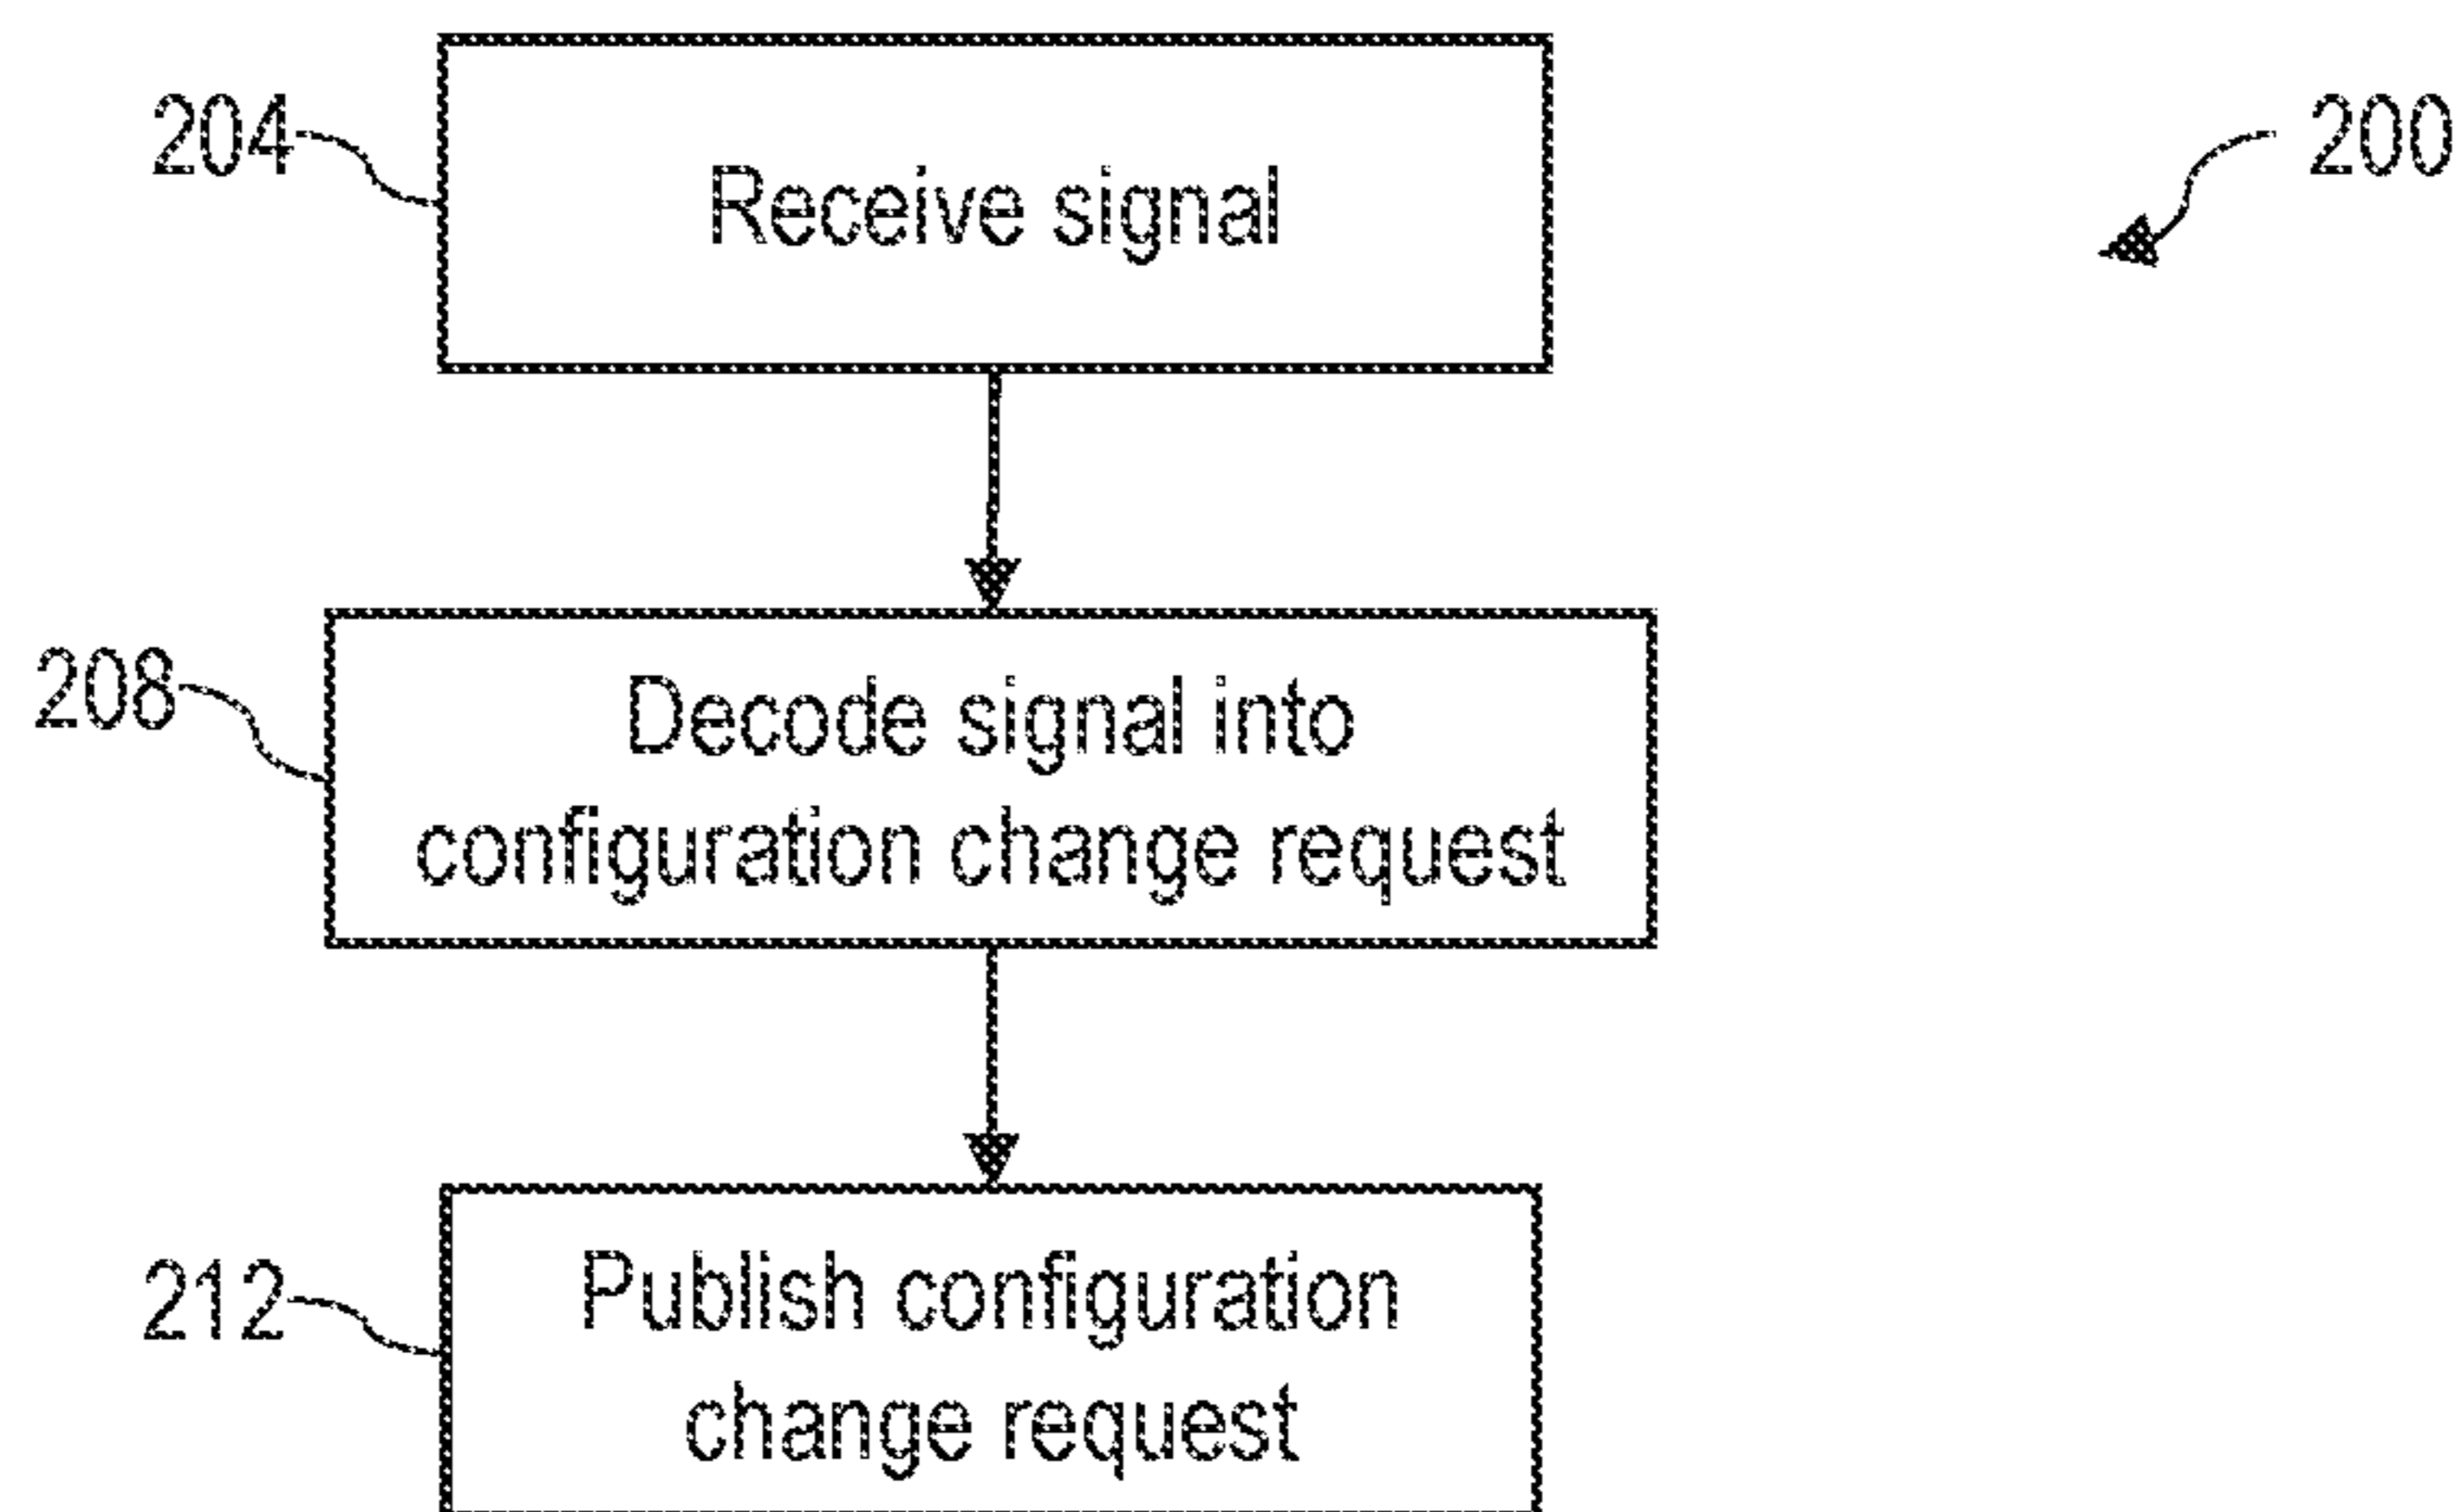 204
Receive signal
200
208
Decode signal into
configuration change request
212
Publish configuration
change request